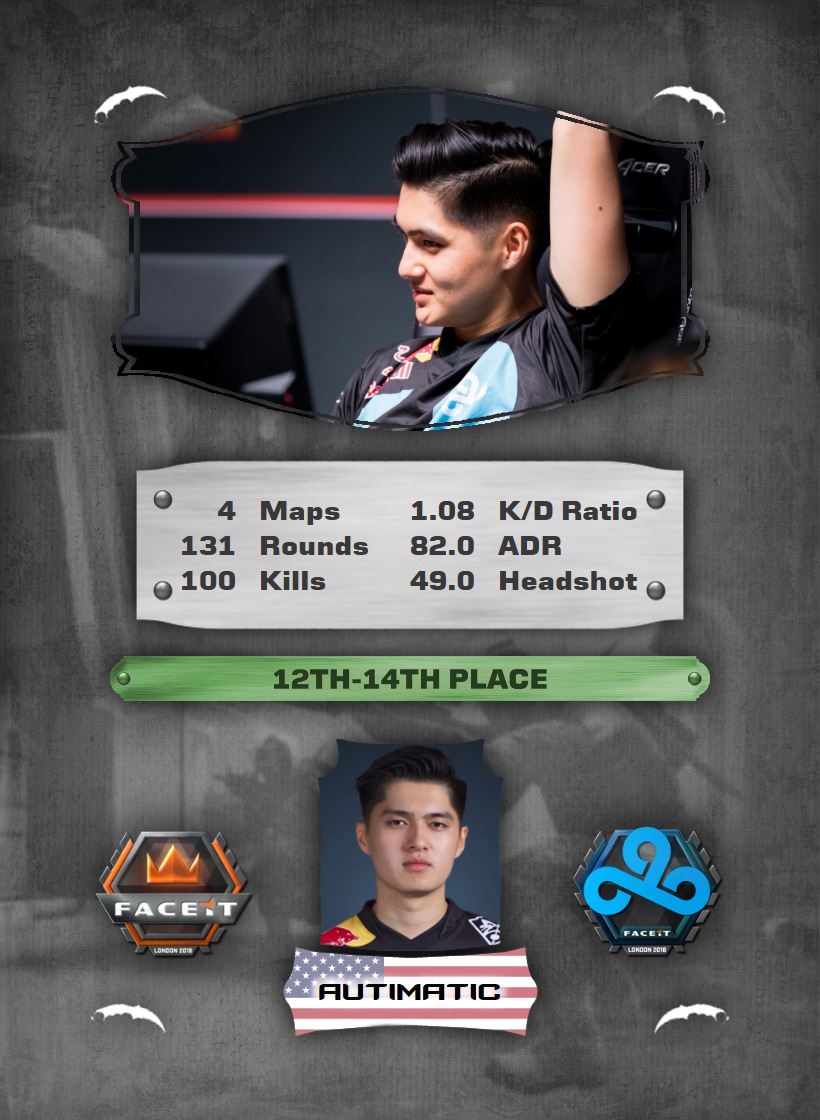 ACER
4 Maps 1.08 K/D Ratio
131 Rounds 82.0 ADR
100 Kills 49.0 Headshot
12TH-14TH PLACE
FACEIT
LONDON 2018
FACEIT
LONDON 2018
AUTIMATIC